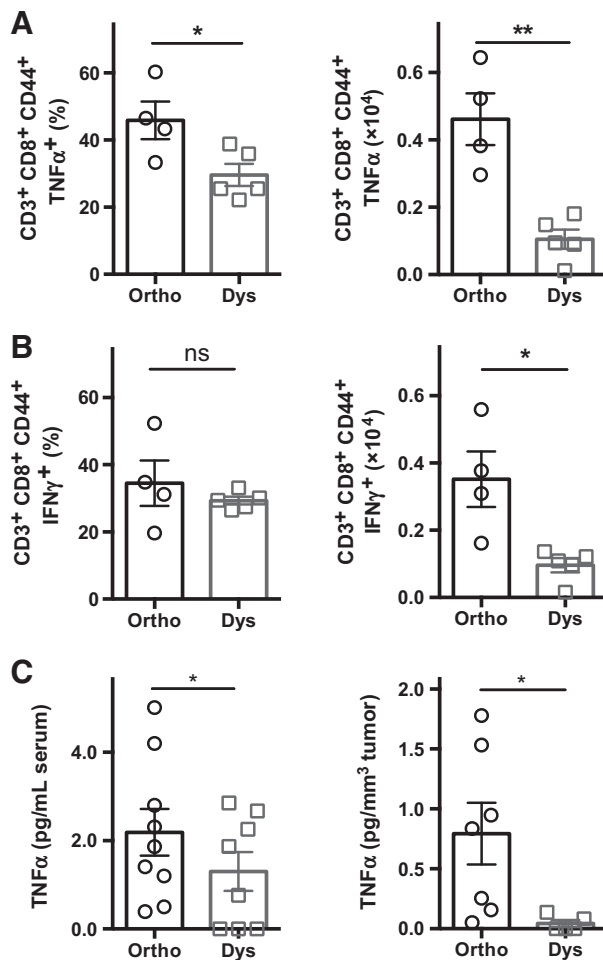 A
CD3+ CD8+ CD44+
TNFα+ (%)
60
40
20
0
*
Ortho
Dys
CD3+ CD8+ CD44+
TNFα (×10⁴)
0.6
0.4
0.2
0.0
**
Ortho
Dys
B
CD3+ CD8+ CD44+
IFNγ+ (%)
60
40
20
0
ns
Ortho
Dys
CD3+ CD8+ CD44+
IFNγ+ (×10⁴)
0.6
0.4
0.2
0.0
*
Ortho
Dys
C
TNFα (pg/mL serum)
4.0
2.0
0.0
*
Ortho
Dys
TNFα (pg/mm³ tumor)
2.0
1.5
1.0
0.5
0.0
*
Ortho
Dys